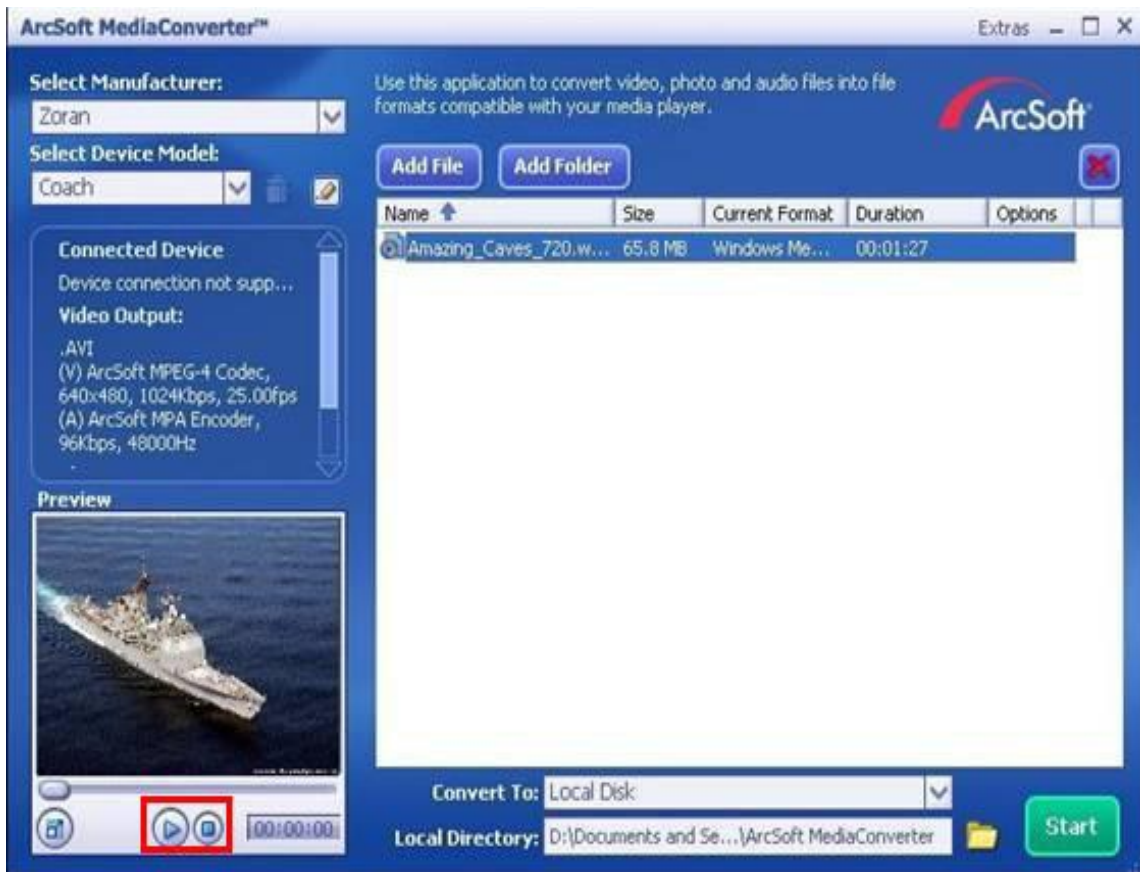 ArcSoft MediaConverter™
Extras
Select Manufacturer:
Zoran
Select Device Model:
Coach
Connected Device
Device connection not supp...
Video Output:
.AVI
(V) ArcSoft MPEG-4 Codec,
640x480, 1024Kbps, 25.00fps
(A) ArcSoft MPA Encoder,
96Kbps, 48000Hz
Preview
00:00:00
Use this application to convert video, photo and audio files into file
formats compatible with your media player.
ArcSoft
Add File Add Folder
Name Size Current Format Duration Options
Amazing_Caves_720.w... 65.8 MB Windows Me... 00:01:27
Convert To: Local Disk
Local Directory: D:\Documents and Se...\ArcSoft MediaConverter
Start